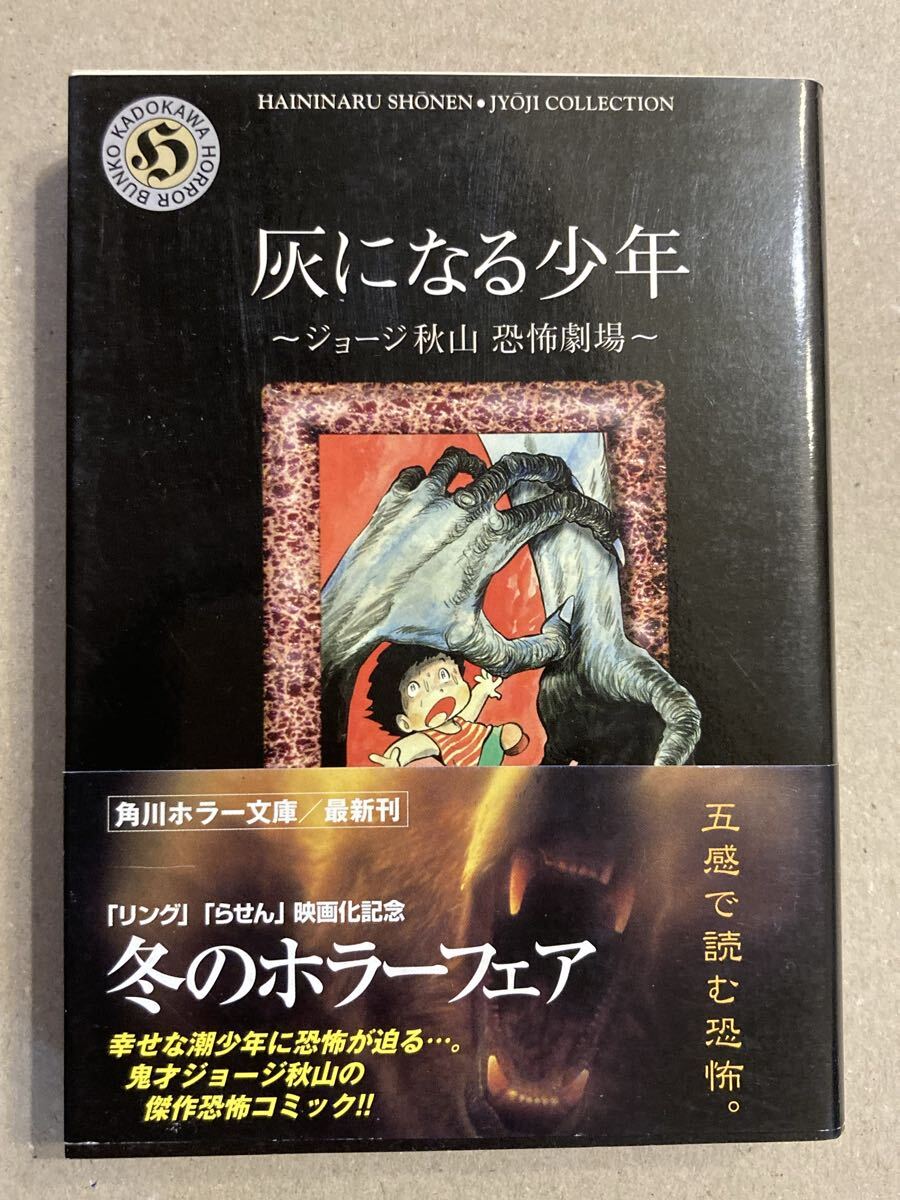 HAININARU SHŌNEN • JYŌJI COLLECTION
KADOKAWA HORROR BUNKO
H
灰になる少年
～ジョージ秋山 恐怖劇場～
角川ホラー文庫／最新刊
「リング」「らせん」映画化記念
冬のホラーフェア
幸せな潮少年に恐怖が迫る…。
鬼才ジョージ秋山の
傑作恐怖コミック!!
五感で読む恐怖。